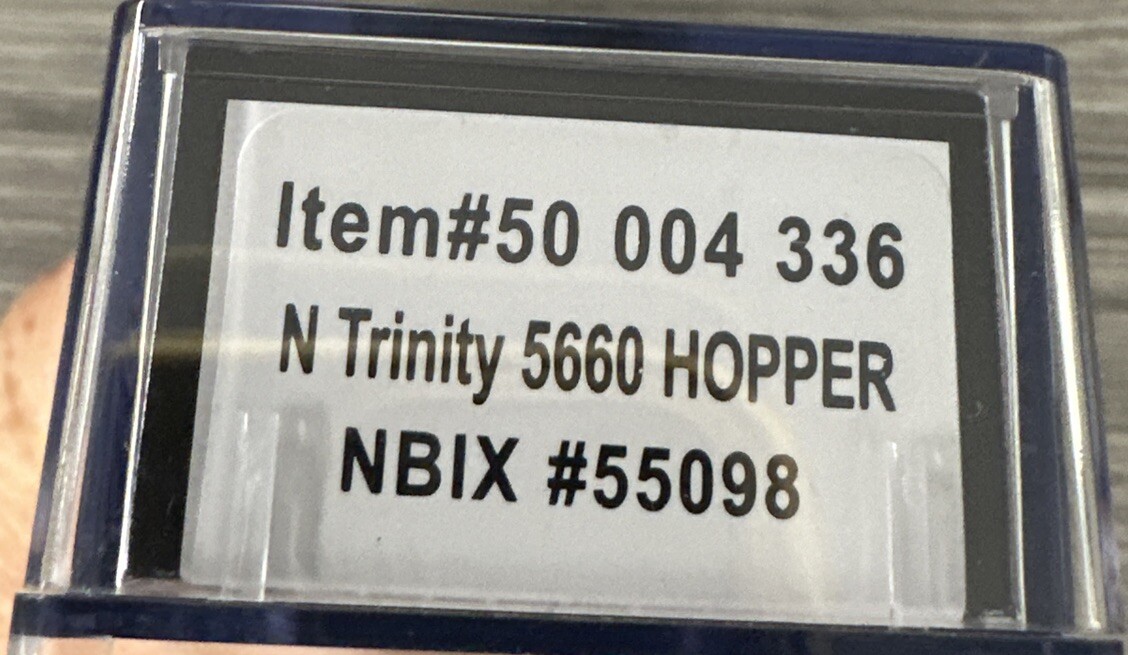 Item#50 004 336
N Trinity 5660 HOPPER
NBIX #55098